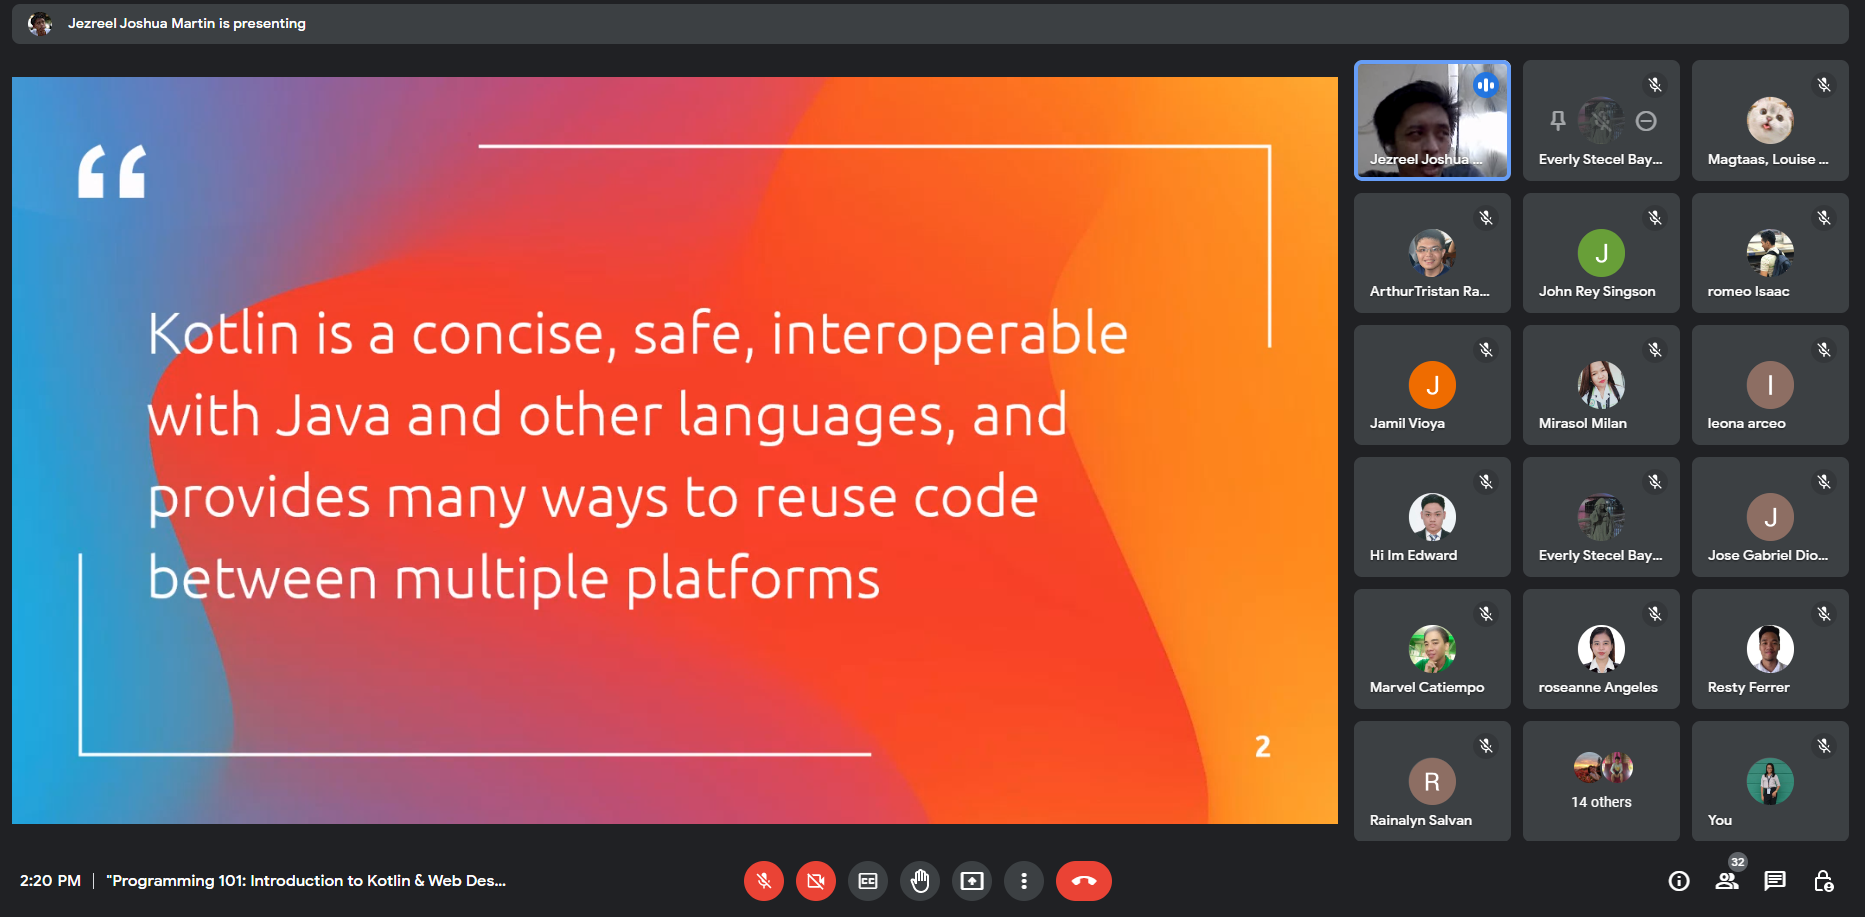 Jezreel Joshua Martin is presenting
“
Kotlin is a concise, safe, interoperable
with Java and other languages, and
provides many ways to reuse code
between multiple platforms
2
Jezreel Joshua ...
Everly Stecel Bay...
Magtaas, Louise ...
ArthurTristan Ra...
J
John Rey Singson
romeo Isaac
J
Jamil Vioya
Mirasol Milan
I
Ieona arceo
Hi Im Edward
Everly Stecel Bay...
J
Jose Gabriel Dio...
Marvel Catiempo
roseanne Angeles
Resty Ferrer
R
Rainalyn Salvan
14 others
You
2:20 PM | "Programming 101: Introduction to Kotlin & Web Des...
CC
32